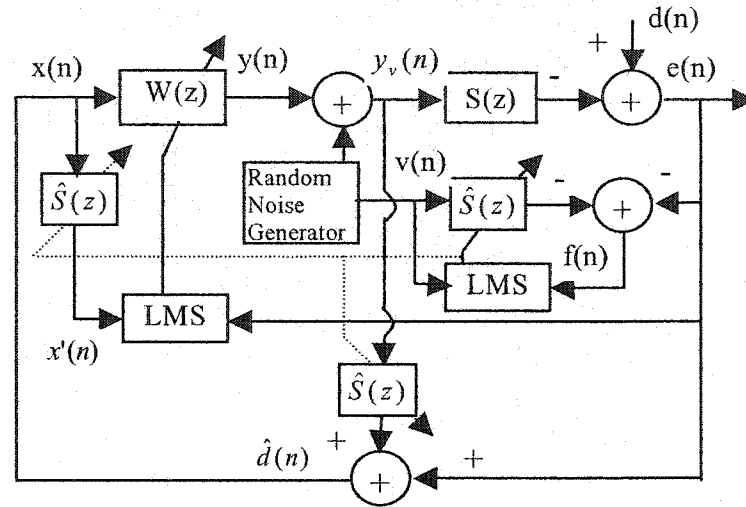 d(n)
+
x(n)
y(n)
y_v(n)
-
e(n)
W(z)
+
S(z)
+
Ŝ(z)
Random
Noise
Generator
v(n)
Ŝ(z)
-
+
-
f(n)
LMS
LMS
x'(n)
Ŝ(z)
+
d̂(n)
+
+